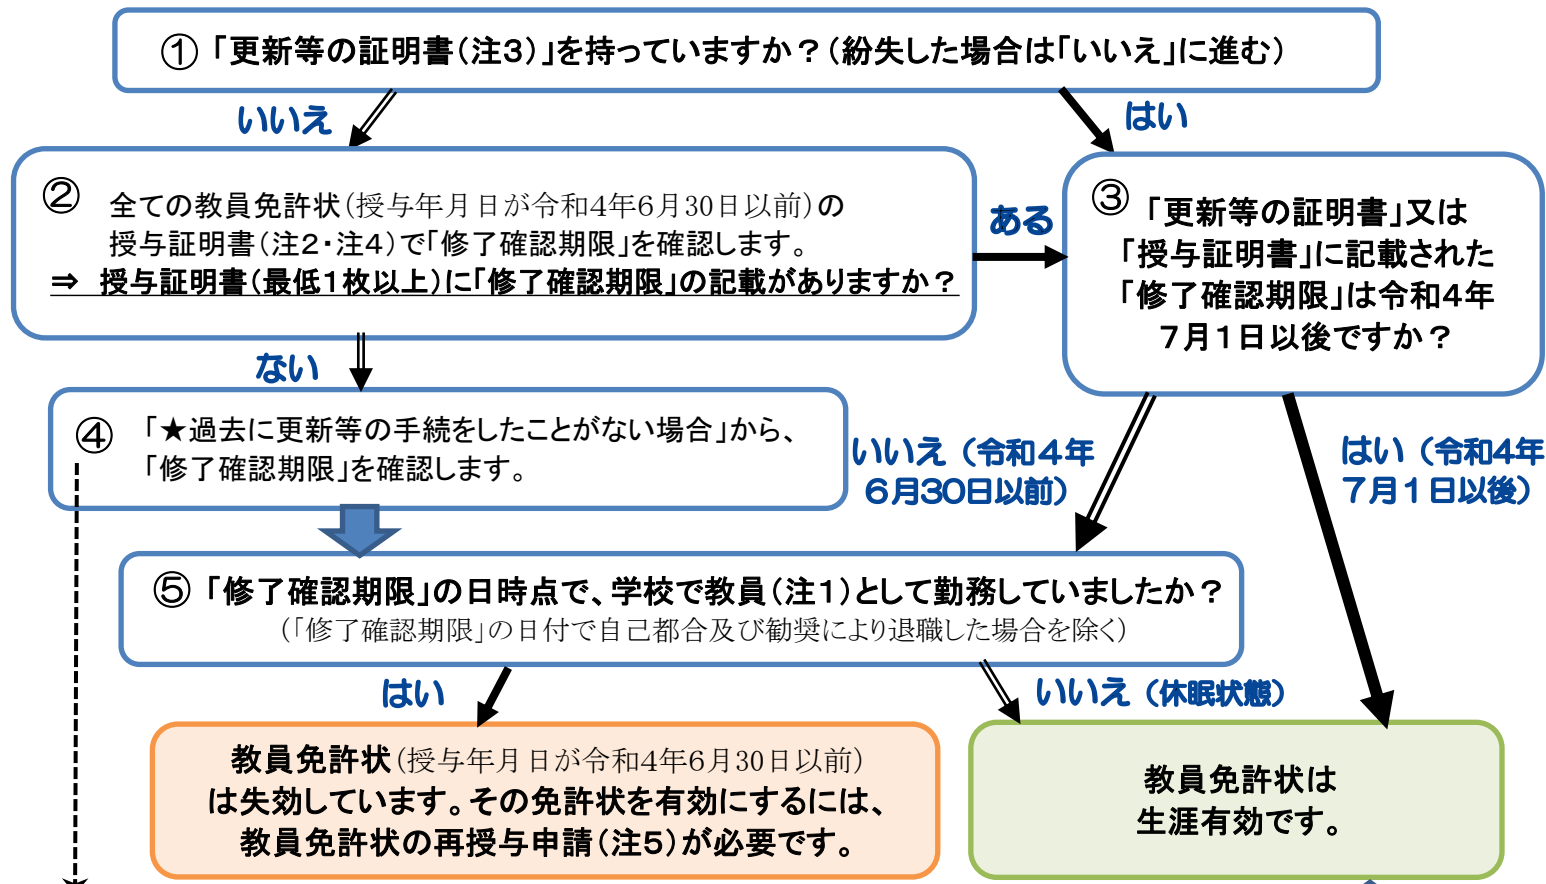 ① 「更新等の証明書（注３）」を持っていますか？（紛失した場合は「いいえ」に進む）
いいえ
はい
② 全ての教員免許状（授与年月日が令和４年６月30日以前）の
授与証明書（注２・注４）で「修了確認期限」を確認します。
⇒ 授与証明書（最低１枚以上）に「修了確認期限」の記載がありますか？
ある
③ 「更新等の証明書」又は
「授与証明書」に記載された
「修了確認期限」は令和４年
７月１日以後ですか？
ない
④ 「★過去に更新等の手続をしたことがない場合」から、
「修了確認期限」を確認します。
いいえ（令和４年
６月30日以前）
はい（令和４年
７月１日以後）
⑤ 「修了確認期限」の日時点で、学校で教員（注１）として勤務していましたか？
（「修了確認期限」の日付で自己都合及び勧奨により退職した場合を除く）
はい
いいえ（休眠状態）
教員免許状（授与年月日が令和４年６月30日以前）
は失効しています。その免許状を有効にするには、
教員免許状の再授与申請（注５）が必要です。
教員免許状は
生涯有効です。